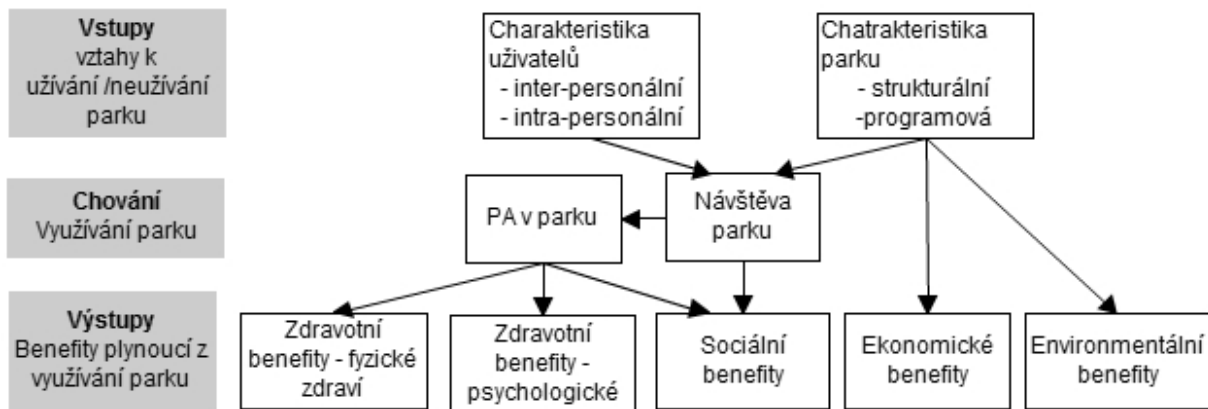 Vstupy
vztahy k
užívání /neužívání
parku
Charakteristika
uživatelů
- inter-personální
- intra-personální
Chatrakteristika
parku
- strukturální
-programová
Chování
Využívání parku
PA v parku
Návštěva
parku
Výstupy
Benefity plynoucí z
využívání parku
Zdravotní
benefity - fyzické
zdraví
Zdravotní
benefity -
psychologické
Sociální
benefity
Ekonomické
benefity
Environmentální
benefity